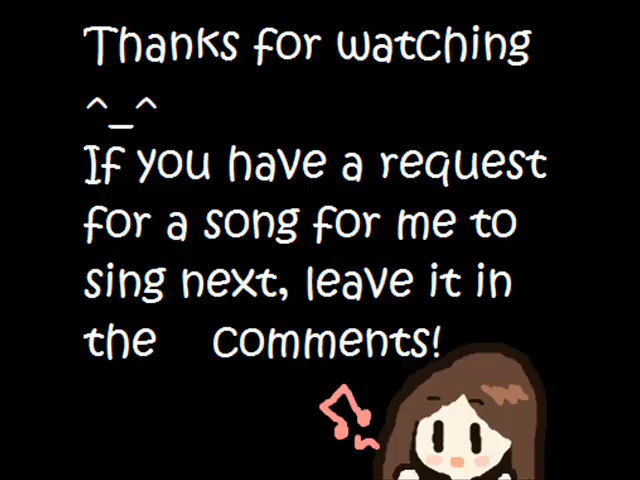 Thanks for watching
^_^
If you have a request
for a song for me to
sing next, leave it in
the comments!